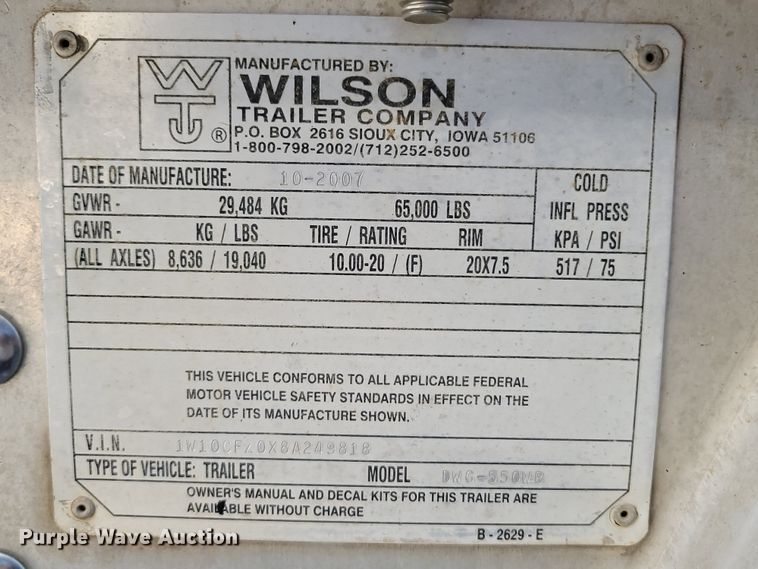 MANUFACTURED BY:
WILSON
TRAILER COMPANY
®
P.O. BOX 2616 SIOUX CITY, IOWA 51106
1-800-798-2002/(712)252-6500
DATE OF MANUFACTURE: 10-2007
COLD
GVWR - 29,484 KG 65,000 LBS INFL PRESS
GAWR - KG / LBS TIRE / RATING RIM KPA / PSI
(ALL AXLES) 8,636 / 19,040 10.00-20 / (F) 20X7.5 517 / 75
THIS VEHICLE CONFORMS TO ALL APPLICABLE FEDERAL
MOTOR VEHICLE SAFETY STANDARDS IN EFFECT ON THE
DATE OF ITS MANUFACTURE SHOWN.
V.I.N.
TYPE OF VEHICLE: TRAILER MODEL
OWNER'S MANUAL AND DECAL KITS FOR THIS TRAILER ARE
AVAILABLE WITHOUT CHARGE
B - 2629 - E
Purple Wave Auction